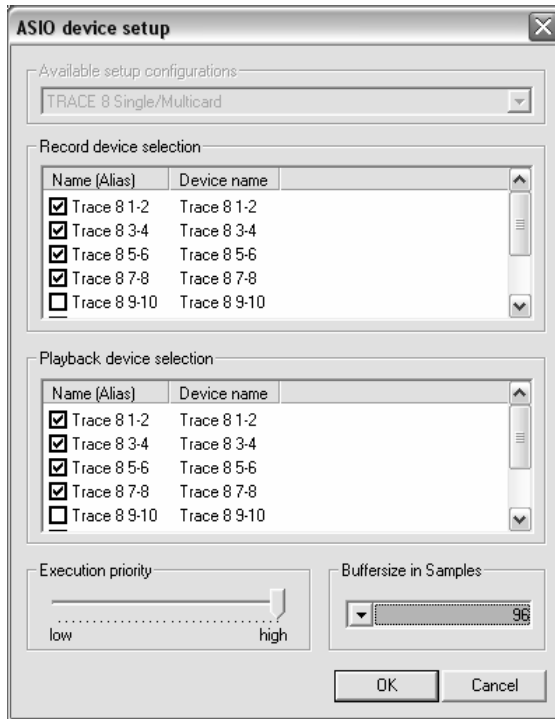 ASIO device setup
Available setup configurations
TRACE 8 Single/Multicard
Record device selection
Name (Alias) Device name
Trace 8 1-2 Trace 8 1-2
Trace 8 3-4 Trace 8 3-4
Trace 8 5-6 Trace 8 5-6
Trace 8 7-8 Trace 8 7-8
Trace 8 9-10 Trace 8 9-10
Playback device selection
Name (Alias) Device name
Trace 8 1-2 Trace 8 1-2
Trace 8 3-4 Trace 8 3-4
Trace 8 5-6 Trace 8 5-6
Trace 8 7-8 Trace 8 7-8
Trace 8 9-10 Trace 8 9-10
Execution priority
low high
Buffersize in Samples
96
OK Cancel